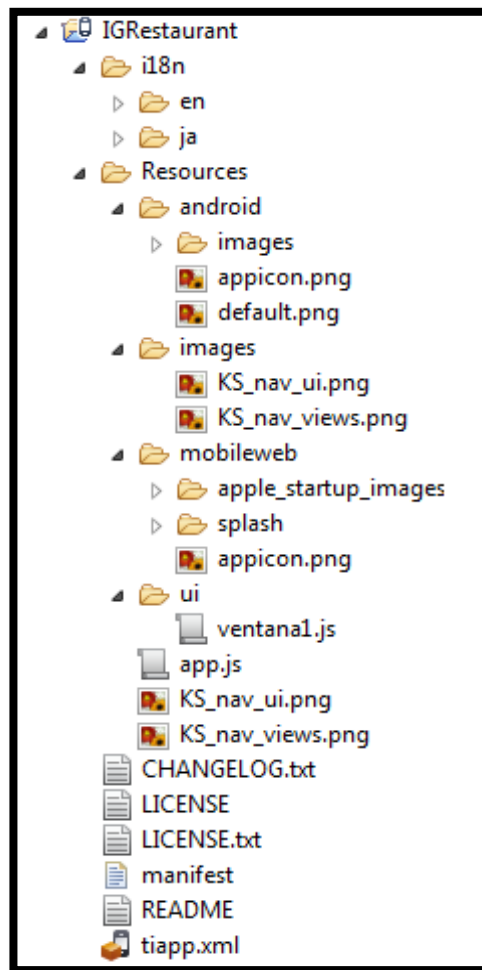 IGRestaurant
i18n
en
ja
Resources
android
images
appicon.png
default.png
images
KS_nav_ui.png
KS_nav_views.png
mobileweb
apple_startup_images
splash
appicon.png
ui
ventana1.js
app.js
KS_nav_ui.png
KS_nav_views.png
CHANGELOG.txt
LICENSE
LICENSE.txt
manifest
README
tiapp.xml